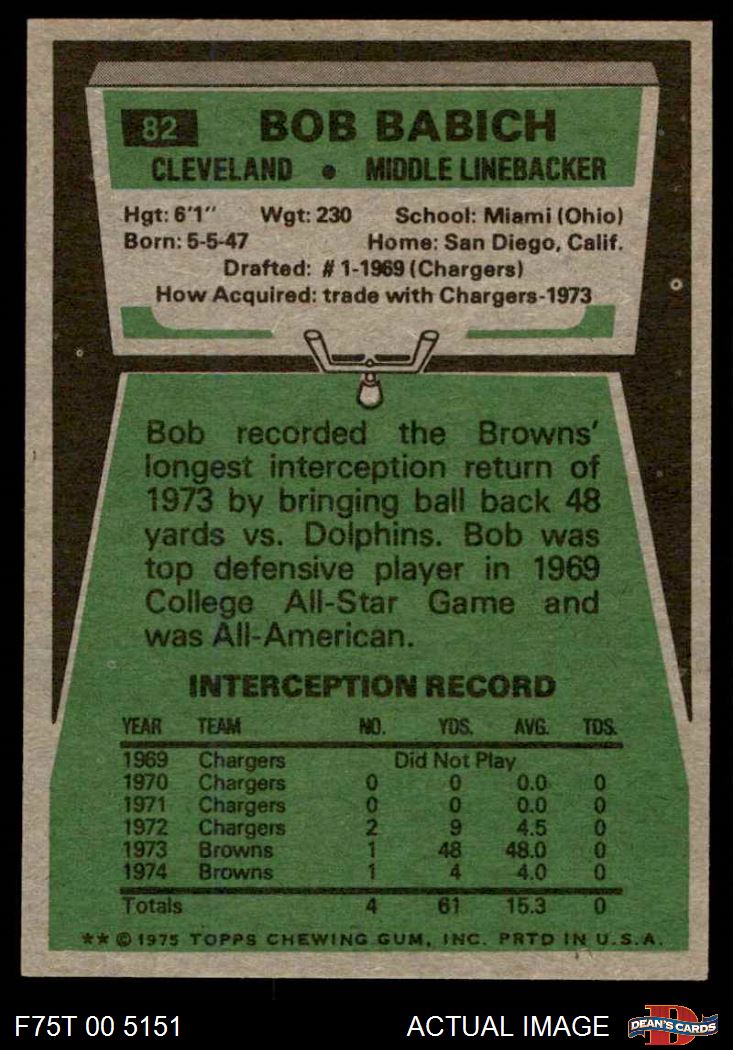 82 BOB BABICH
CLEVELAND • MIDDLE LINEBACKER
Hgt: 6'1" Wgt: 230 School: Miami (Ohio)
Born: 5-5-47 Home: San Diego, Calif.
Drafted: # 1-1969 (Chargers)
How Acquired: trade with Chargers-1973
Bob recorded the Browns'
longest interception return of
1973 by bringing ball back 48
yards vs. Dolphins. Bob was
top defensive player in 1969
College All-Star Game and
was All-American.
INTERCEPTION RECORD
YEAR TEAM NO. YDS. AVG. TDS.
1969 Chargers Did Not Play
1970 Chargers 0 0 0.0 0
1971 Chargers 0 0 0.0 0
1972 Chargers 2 9 4.5 0
1973 Browns 1 48 48.0 0
1974 Browns 1 4 4.0 0
Totals 4 61 15.3 0
** © 1975 TOPPS CHEWING GUM, INC. PRTD IN U.S.A.
F75T 00 5151 ACTUAL IMAGE D DEAN'S CARDS